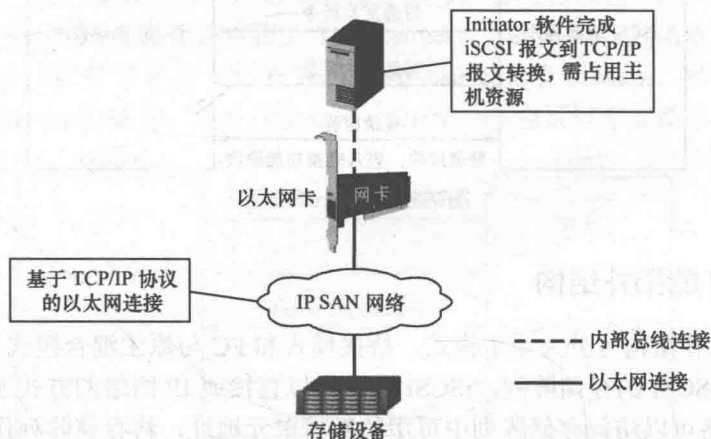 Initiator 软件完成
iSCSI 报文到TCP/IP
报文转换，需占用主
机资源
以太网卡
网卡
基于 TCP/IP 协议
的以太网连接
IP SAN 网络
内部总线连接
以太网连接
存储设备